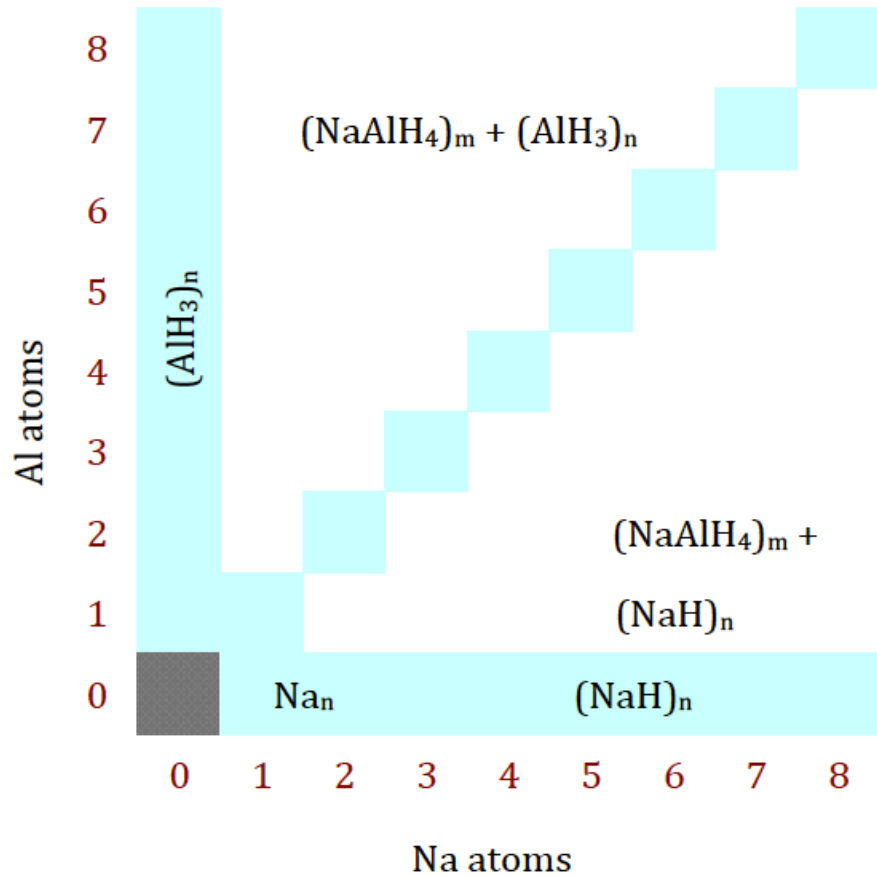 8
7
(NaAlH₄)ₘ + (AlH₃)ₙ
6
5
(AlH₃)ₙ
4
Al atoms
3
2
(NaAlH₄)ₘ +
1
(NaH)ₙ
0
Naₙ
(NaH)ₙ
0 1 2 3 4 5 6 7 8
Na atoms